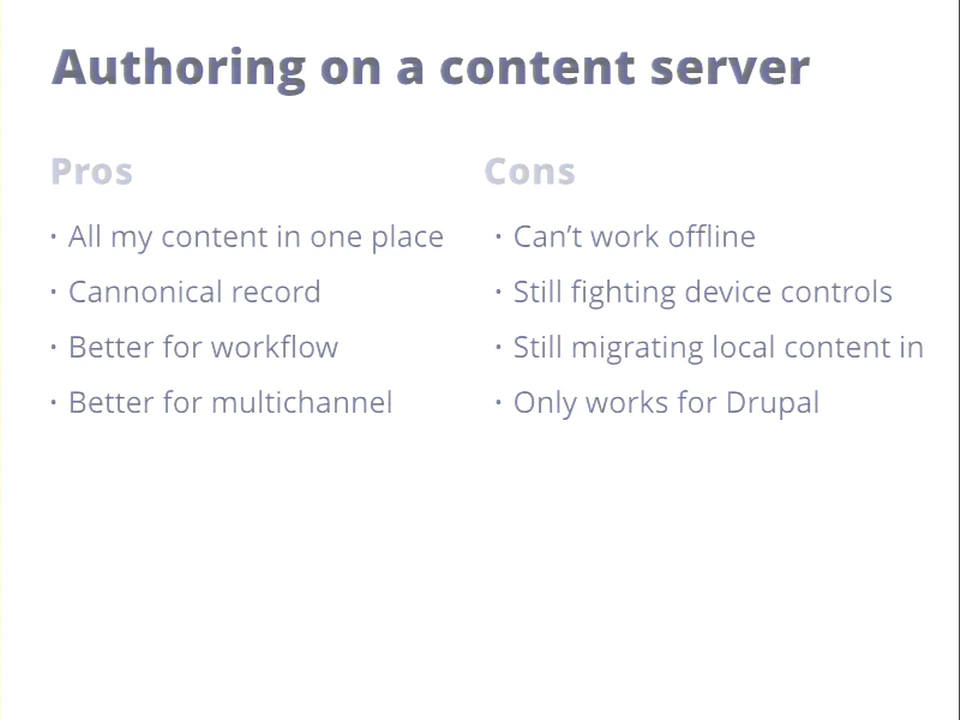 Authoring on a content server
Pros
· All my content in one place
· Cannonical record
· Better for workflow
· Better for multichannel
Cons
· Can’t work offline
· Still fighting device controls
· Still migrating local content in
· Only works for Drupal